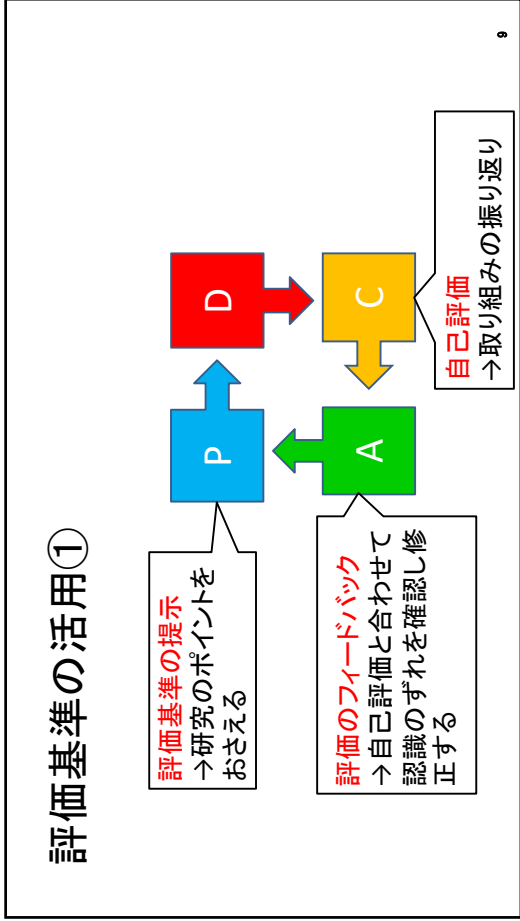 評価基準の活用①
評価基準の提示
→研究のポイントを
おさえる
P
D
評価のフィードバック
→自己評価と合わせて
認識のずれを確認し修
正する
A
C
自己評価
→取り組みの振り返り
9